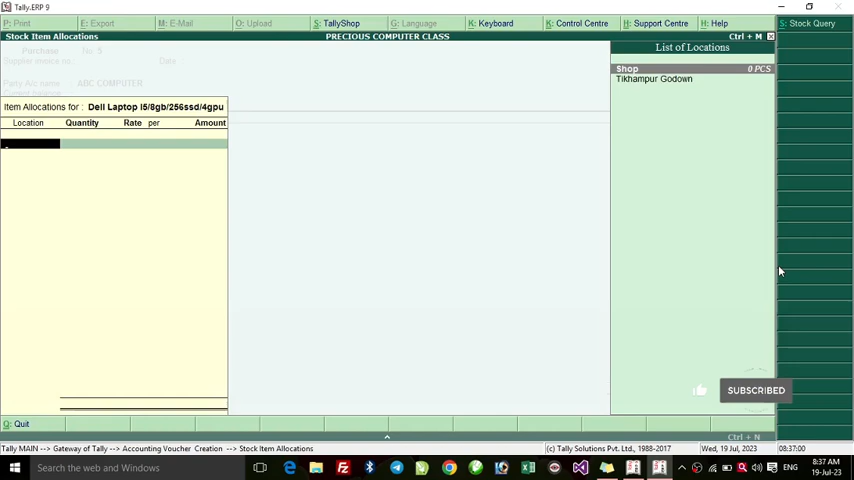 Tally.ERP 9
P: Print
E: Export
M: E-Mail
O: Upload
S: TallyShop
G: Language
K: Keyboard
K: Control Centre
H: Support Centre
H: Help
S: Stock Query
Stock Item Allocations
PRECIOUS COMPUTER CLASS
Ctrl + M
Purchase No. 5
Supplier invoice no.: Date
Party A/c name : ABC COMPUTER
Current balance
List of Locations
Shop 0 PCS
Tikhampur Godown
Item Allocations for : Dell Laptop I5/8gb/256ssd/4gpu
Location Quantity Rate per Amount
SUBSCRIBED
Q: Quit
Ctrl + N
Tally MAIN --> Gateway of Tally --> Accounting Voucher Creation --> Stock Item Allocations
(c) Tally Solutions Pvt. Ltd., 1988-2017
Wed, 19 Jul, 2023
08:37:00
Search the web and Windows
ENG
8:37 AM
19-Jul-23